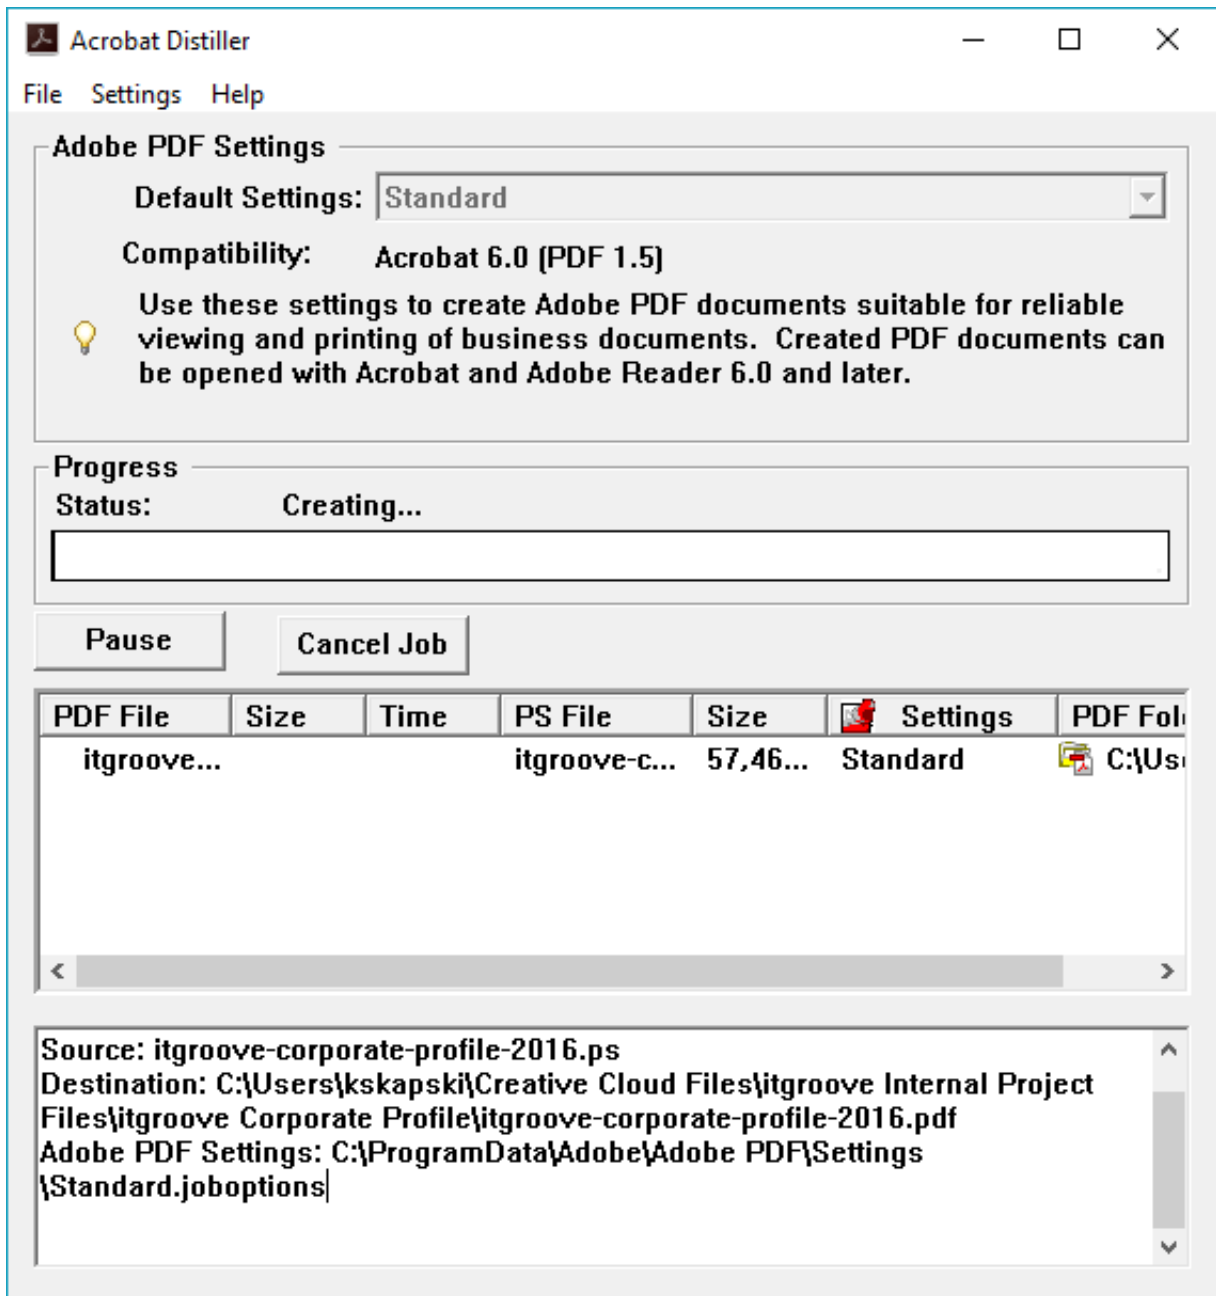 Acrobat Distiller
File Settings Help
Adobe PDF Settings
Default Settings: Standard
Compatibility: Acrobat 6.0 (PDF 1.5)
Use these settings to create Adobe PDF documents suitable for reliable
viewing and printing of business documents. Created PDF documents can
be opened with Acrobat and Adobe Reader 6.0 and later.
Progress
Status: Creating...
Pause Cancel Job
PDF File Size Time PS File Size Settings PDF Fol
itgroove... itgroove-c... 57,46... Standard C:\Us
Source: itgroove-corporate-profile-2016.ps
Destination: C:\Users\kskapski\Creative Cloud Files\itgroove Internal Project
Files\itgroove Corporate Profile\itgroove-corporate-profile-2016.pdf
Adobe PDF Settings: C:\ProgramData\Adobe\Adobe PDF\Settings
\Standard.joboptions